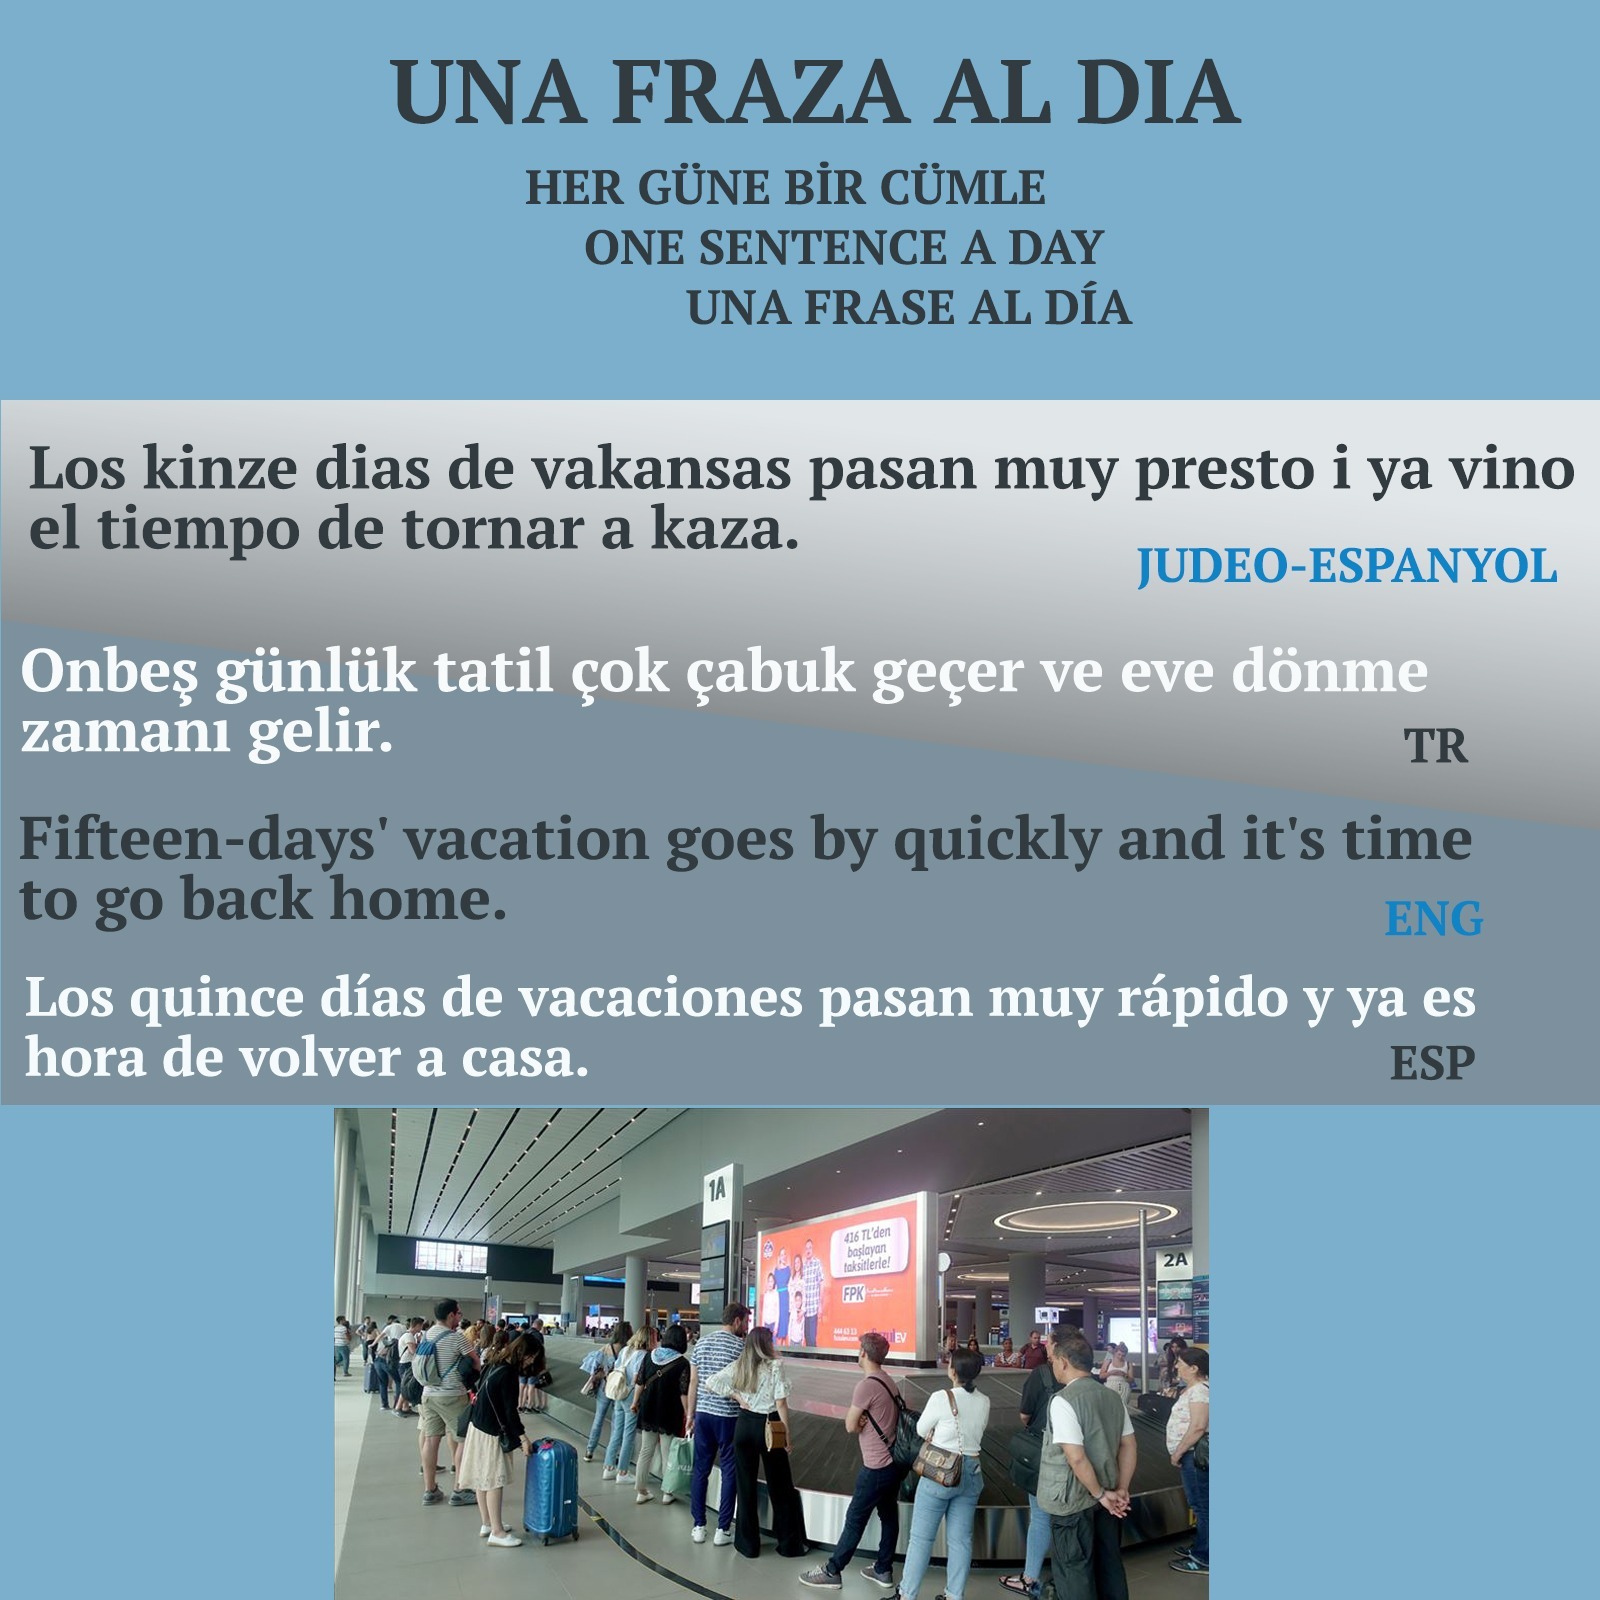 UNA FRAZA AL DIA
HER GÜNE BİR CÜMLE
ONE SENTENCE A DAY
UNA FRASE AL DÍA
Los kinze dias de vakansas pasan muy presto i ya vino
el tiempo de tornar a kaza.
JUDEO-ESPANYOL
Onbeş günlük tatil çok çabuk geçer ve eve dönme
zamanı gelir.
TR
Fifteen-days' vacation goes by quickly and it's time
to go back home.
ENG
Los quince días de vacaciones pasan muy rápido y ya es
hora de volver a casa.
ESP
1A
416 TL'den
başlayan
taksitlerle!
FPK
2A